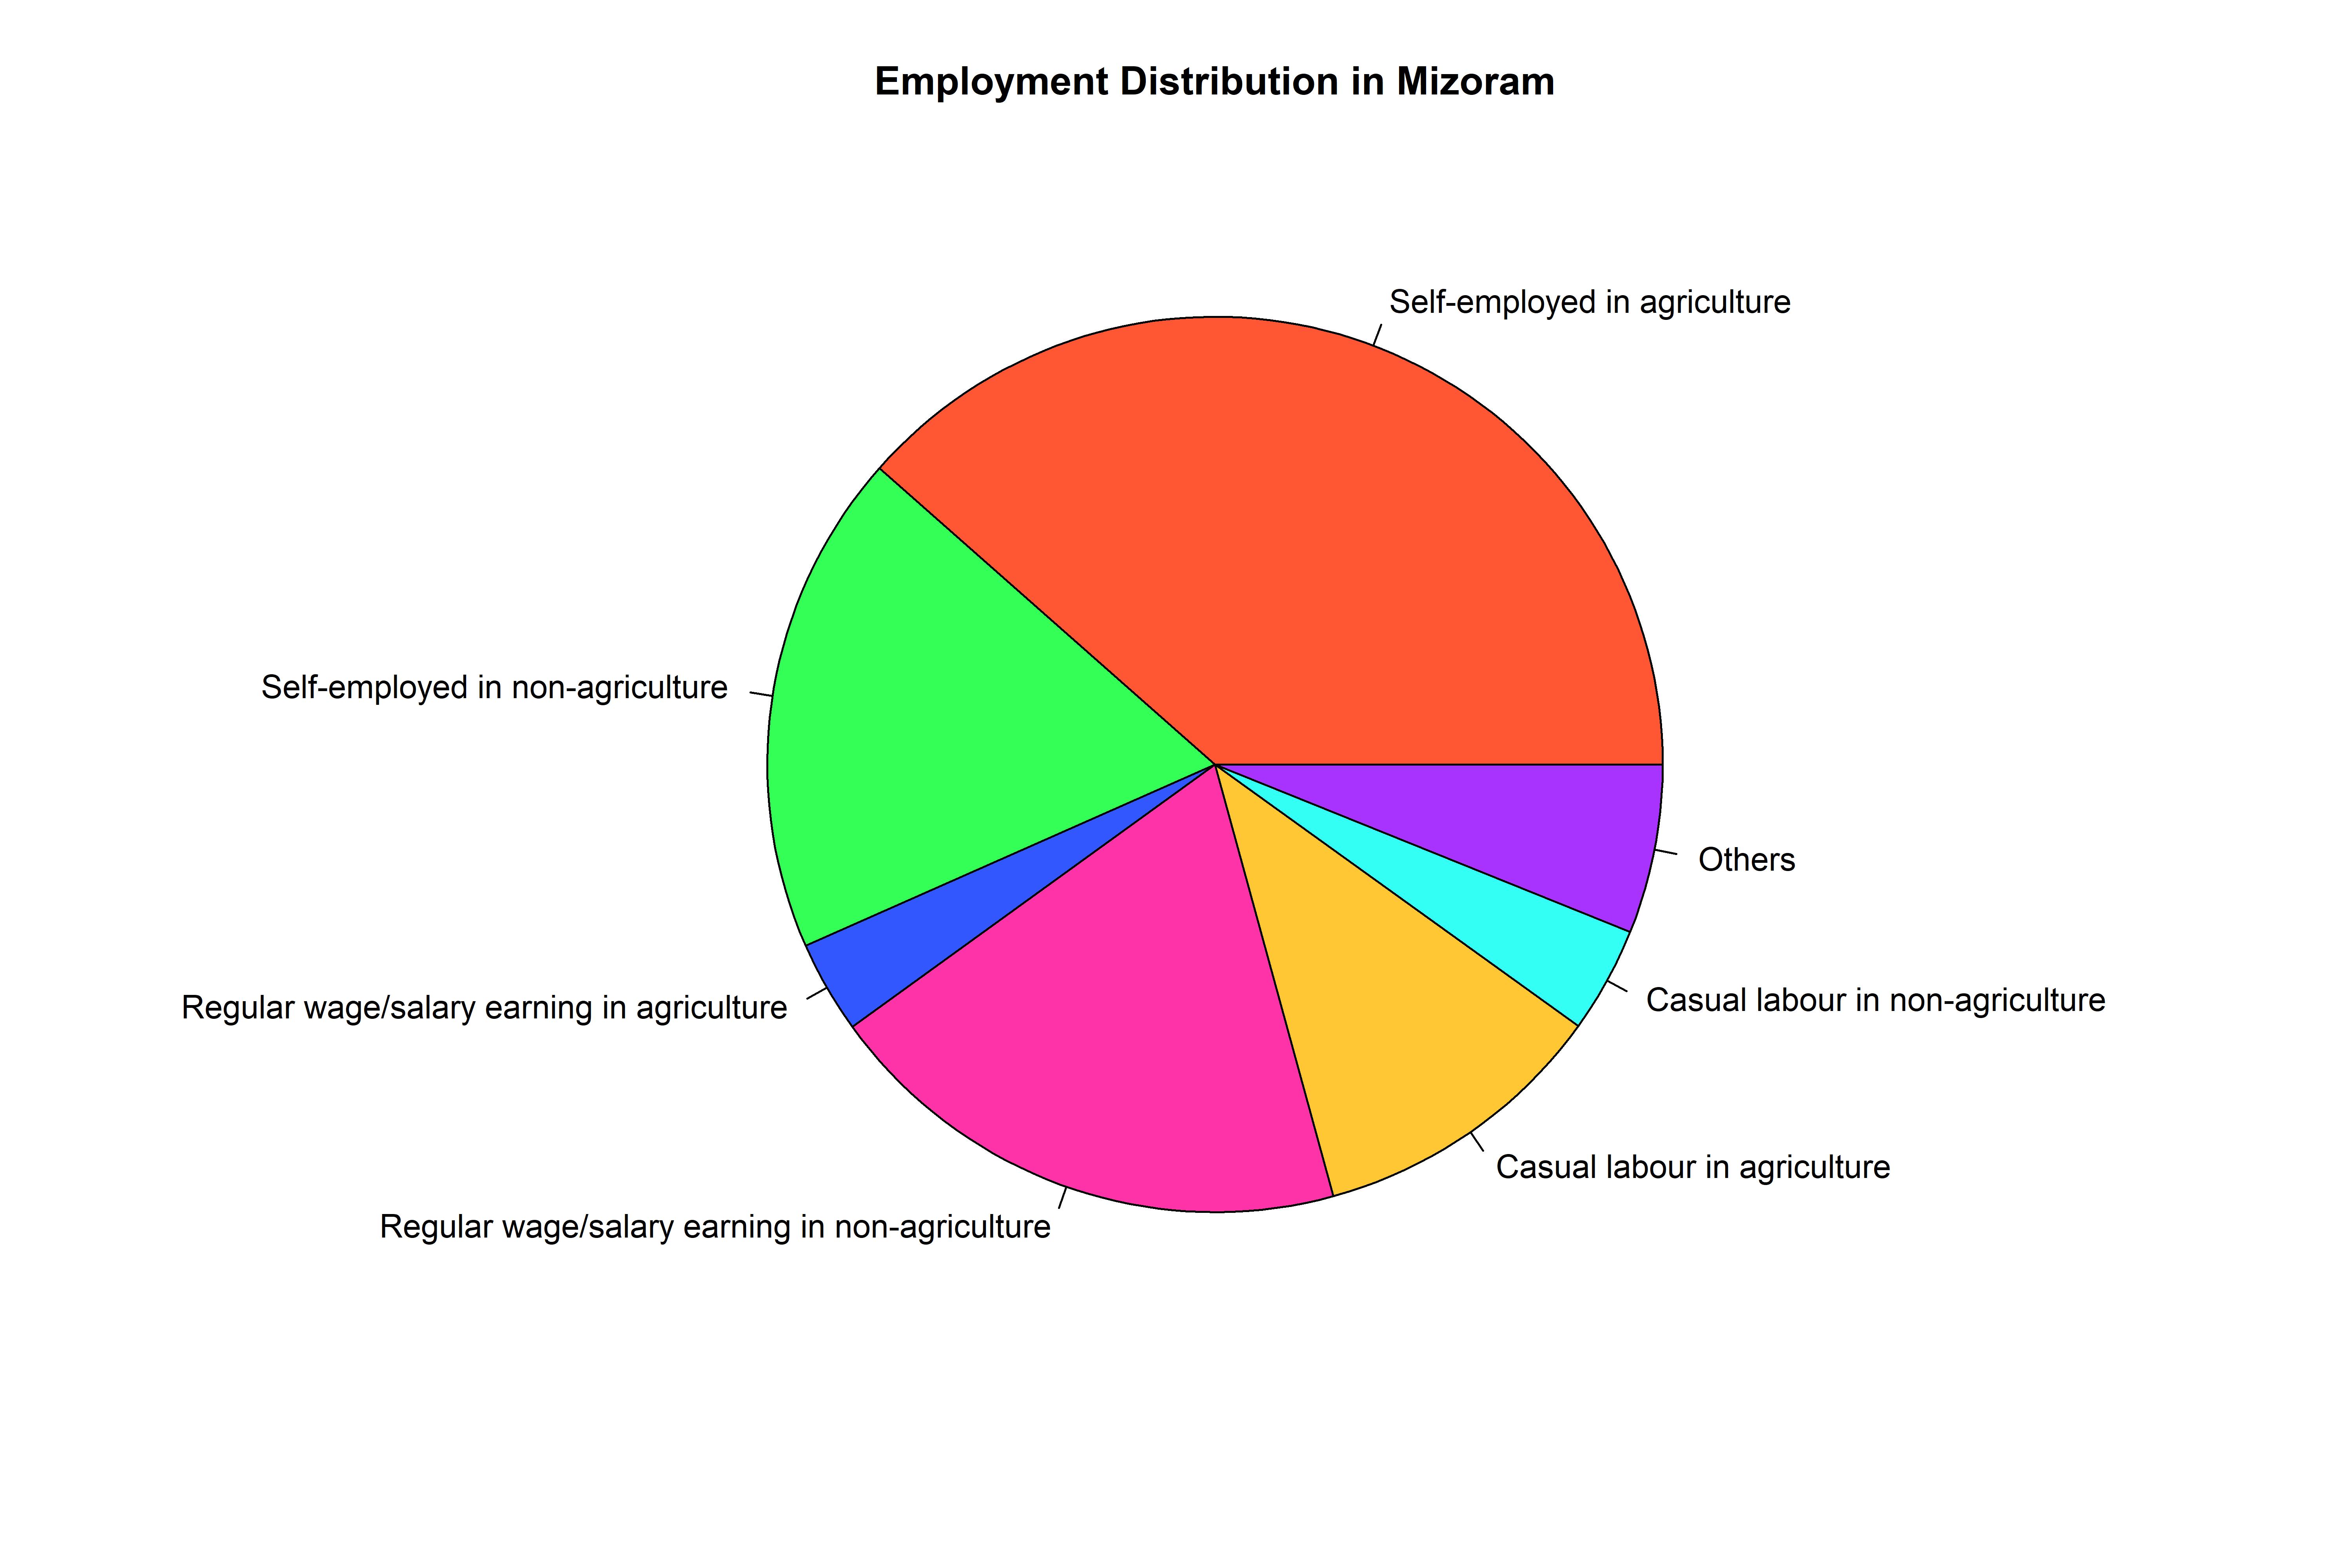 Employment Distribution in Mizoram
Self-employed in agriculture
Self-employed in non-agriculture
Others
Regular wage/salary earning in agriculture
Casual labour in non-agriculture
Casual labour in agriculture
Regular wage/salary earning in non-agriculture